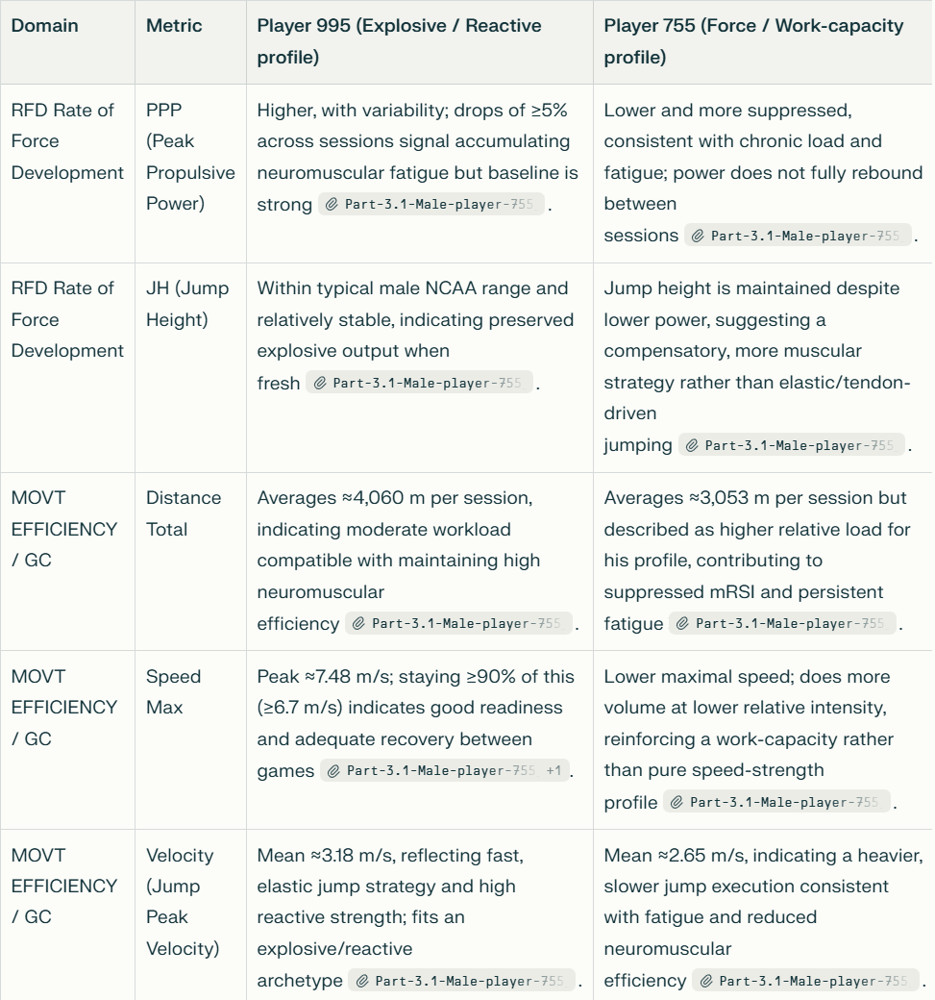 Domain
Metric
Player 995 (Explosive / Reactive
profile)
Player 755 (Force / Work-capacity
profile)
RFD Rate of
Force
Development
PPP
(Peak
Propulsive
Power)
Higher, with variability; drops of ≥5%
across sessions signal accumulating
neuromuscular fatigue but baseline is
strong Part-3.1-Male-player-755 .
Lower and more suppressed,
consistent with chronic load and
fatigue; power does not fully rebound
between
sessions Part-3.1-Male-player-755 .
RFD Rate of
Force
Development
JH (Jump
Height)
Within typical male NCAA range and
relatively stable, indicating preserved
explosive output when
fresh Part-3.1-Male-player-755 .
Jump height is maintained despite
lower power, suggesting a
compensatory, more muscular
strategy rather than elastic/tendon-
driven
jumping Part-3.1-Male-player-755 .
MOVT
EFFICIENCY
/ GC
Distance
Total
Averages ≈4,060 m per session,
indicating moderate workload
compatible with maintaining high
neuromuscular
efficiency Part-3.1-Male-player-755 .
Averages ≈3,053 m per session but
described as higher relative load for
his profile, contributing to
suppressed mRSI and persistent
fatigue Part-3.1-Male-player-755 .
MOVT
EFFICIENCY
/ GC
Speed
Max
Peak ≈7.48 m/s; staying ≥90% of this
(≥6.7 m/s) indicates good readiness
and adequate recovery between
games Part-3.1-Male-player-755 +1 .
Lower maximal speed; does more
volume at lower relative intensity,
reinforcing a work-capacity rather
than pure speed-strength
profile Part-3.1-Male-player-755 .
MOVT
EFFICIENCY
/ GC
Velocity
(Jump
Peak
Velocity)
Mean ≈3.18 m/s, reflecting fast,
elastic jump strategy and high
reactive strength; fits an
explosive/reactive
archetype Part-3.1-Male-player-755 .
Mean ≈2.65 m/s, indicating a heavier,
slower jump execution consistent
with fatigue and reduced
neuromuscular
efficiency Part-3.1-Male-player-755 .